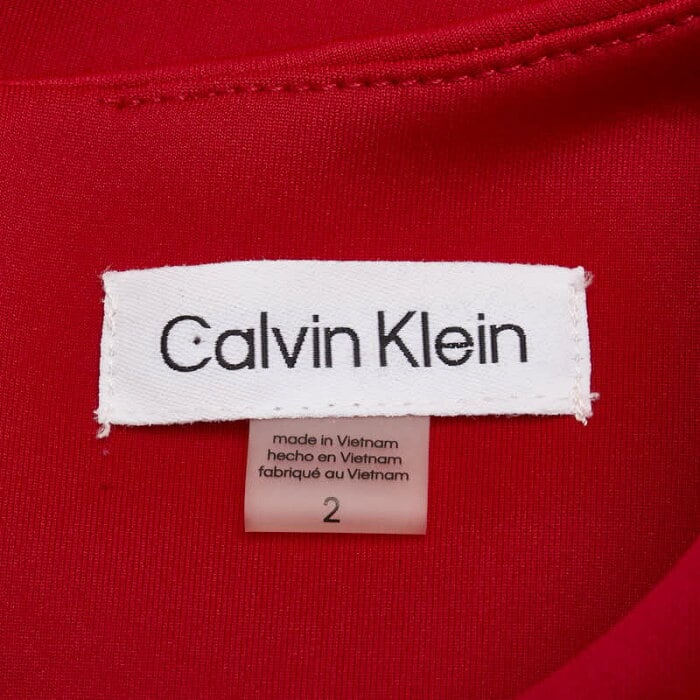 Calvin Klein
made in Vietnam
hecho en Vietnam
fabriqué au Vietnam
2